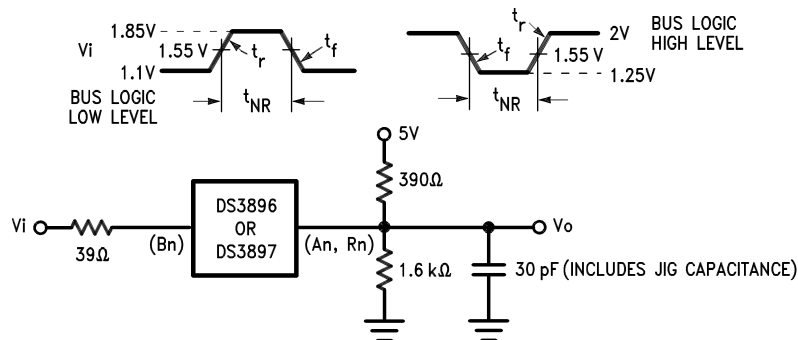 1.85V
1.55 V
Vi
tr
tf
1.1V
BUS LOGIC
LOW LEVEL
tNR
tr
2V
BUS LOGIC
HIGH LEVEL
tf
1.55 V
1.25V
tNR
5V
390Ω
Vi
39Ω
(Bn)
DS3896
OR
DS3897
(An, Rn)
Vo
1.6 kΩ
30 pF (INCLUDES JIG CAPACITANCE)